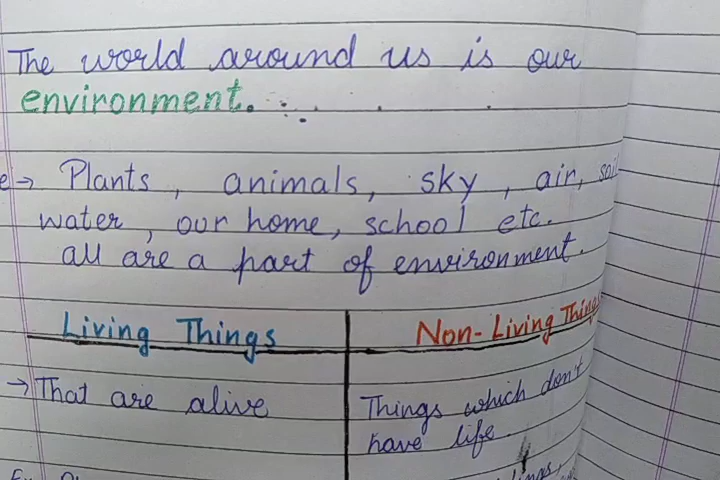 The world around us is our
environment.
e→ Plants, animals, sky, air, soil
water, our home, school etc.
all are a part of environment.
Living Things
Non-Living Things
→ That are alive
Things which don't
have life.